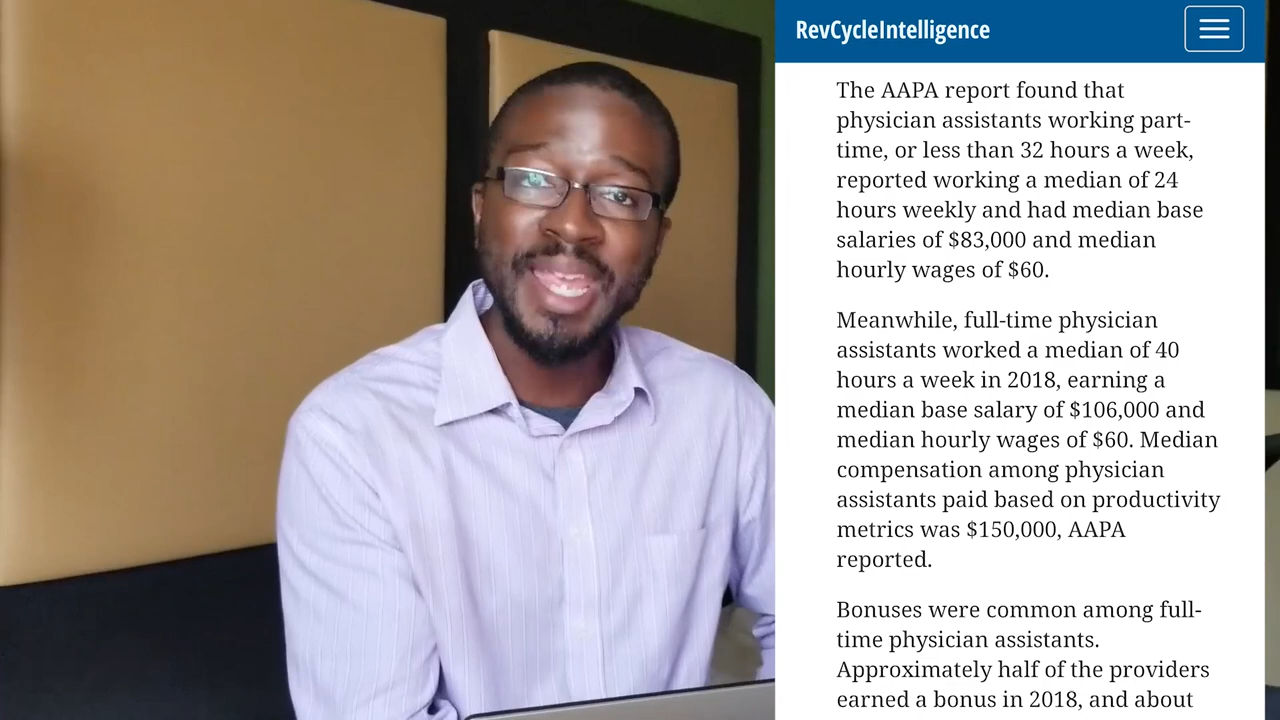 RevCycleIntelligence
The AAPA report found that
physician assistants working part-
time, or less than 32 hours a week,
reported working a median of 24
hours weekly and had median base
salaries of $83,000 and median
hourly wages of $60.
Meanwhile, full-time physician
assistants worked a median of 40
hours a week in 2018, earning a
median base salary of $106,000 and
median hourly wages of $60. Median
compensation among physician
assistants paid based on productivity
metrics was $150,000, AAPA
reported.
Bonuses were common among full-
time physician assistants.
Approximately half of the providers
earned a bonus in 2018, and about